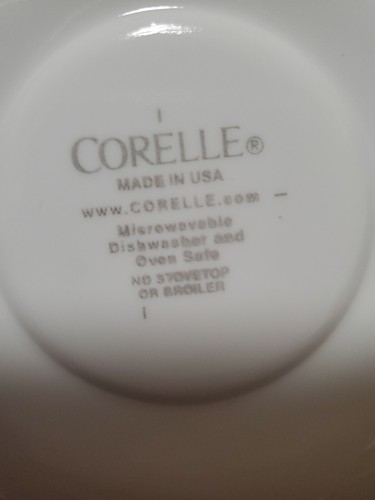 I
CORELLE®
MADE IN USA
www.CORELLE.com –
Microwavable
Dishwasher and
Oven Safe
NO STOVETOP
OR BROILER
i